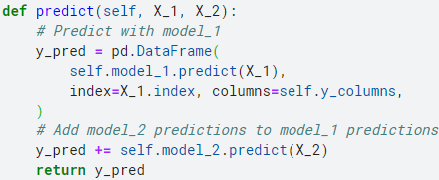 def predict(self, X_1, X_2):
    # Predict with model_1
    y_pred = pd.DataFrame(
        self.model_1.predict(X_1),
        index=X_1.index, columns=self.y_columns,
    )
    # Add model_2 predictions to model_1 predictions
    y_pred += self.model_2.predict(X_2)
    return y_pred